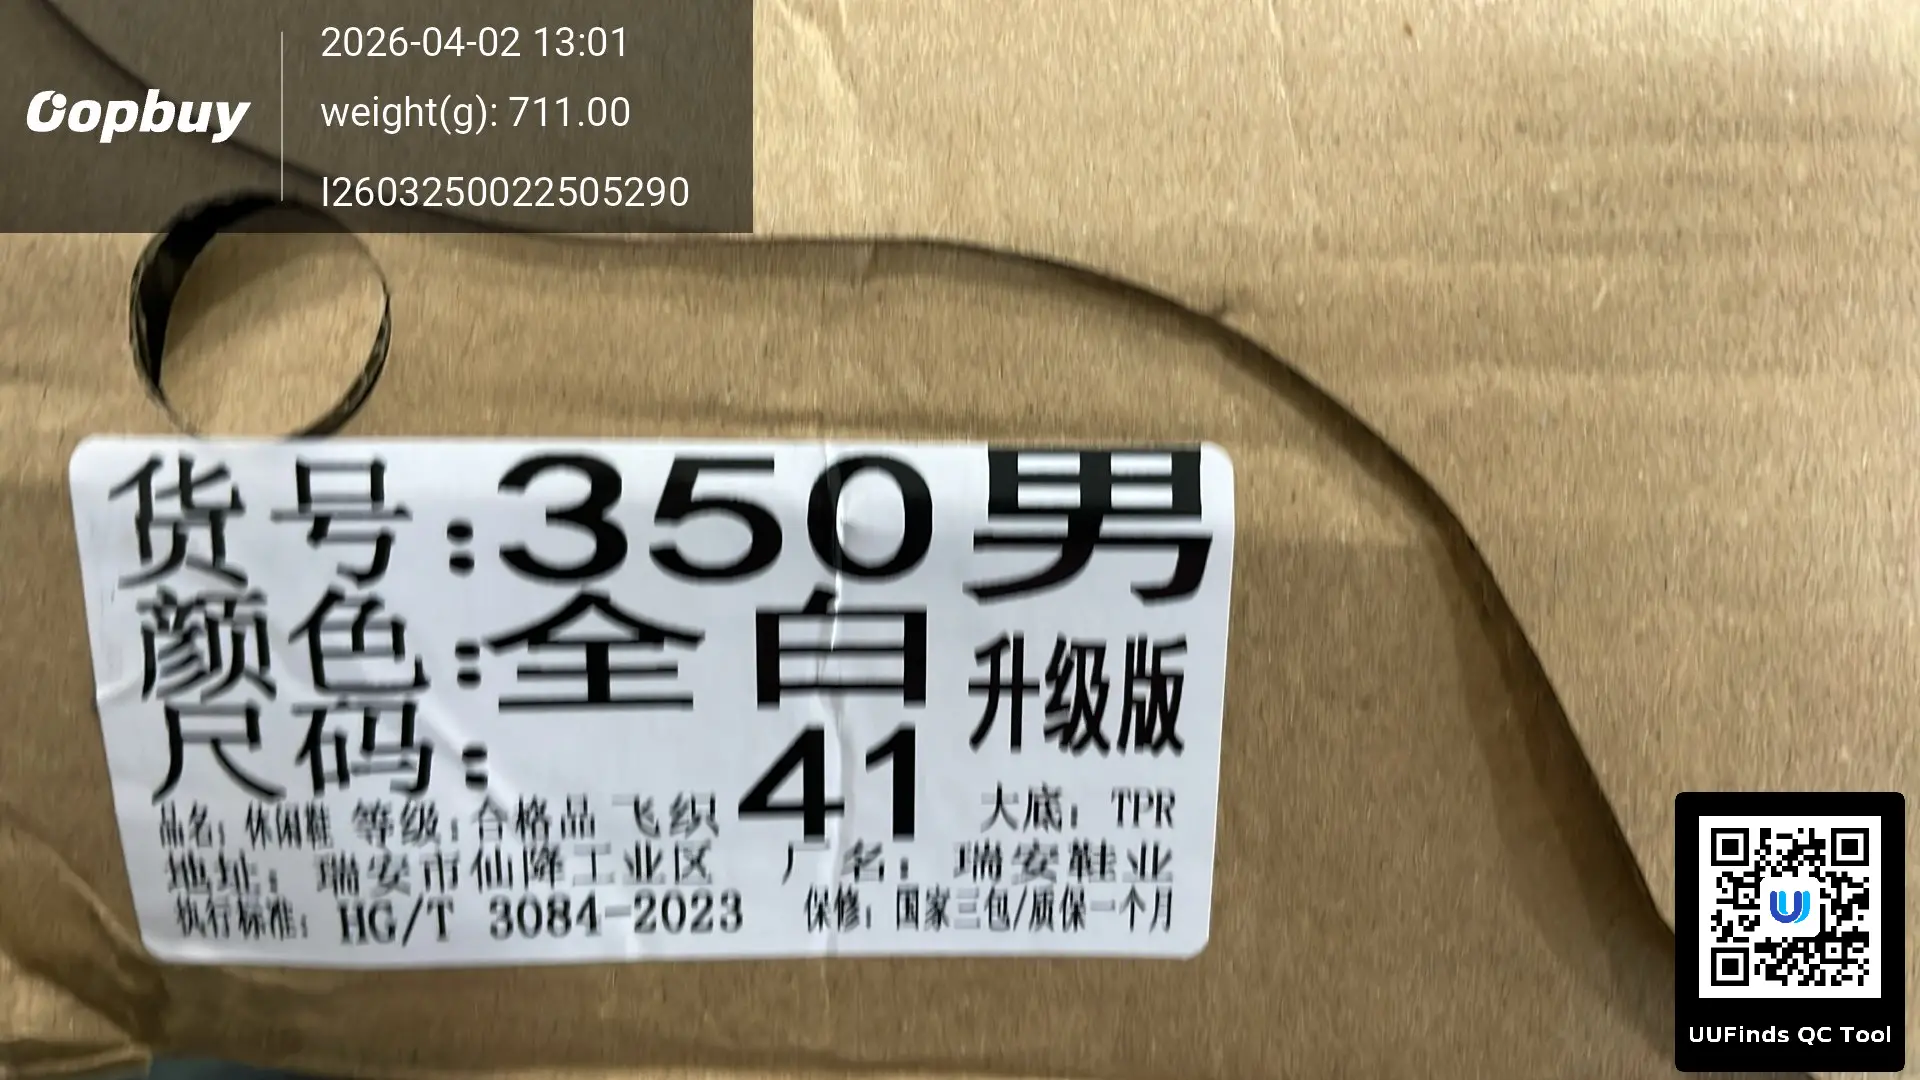 2026-04-02 13:01
oopbuy
weight(g): 711.00
I2603250022505290
货号:350男
颜色:全白
升级版
尺码: 41
品名: 休闲鞋 等级: 合格品 飞织 大底: TPR
地址: 瑞安市仙降工业区 厂名: 瑞安鞋业
执行标准: HG/T 3084-2023 保修: 国家三包/质保一个月
UUFinds QC Tool